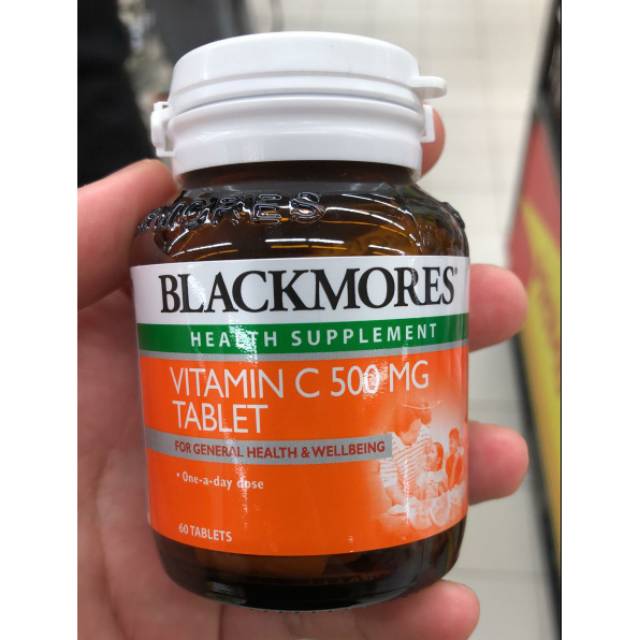 BLACKMORES®
HEALTH SUPPLEMENT
VITAMIN C 500 MG
TABLET
FOR GENERAL HEALTH & WELLBEING
• One-a-day dose
60 TABLETS